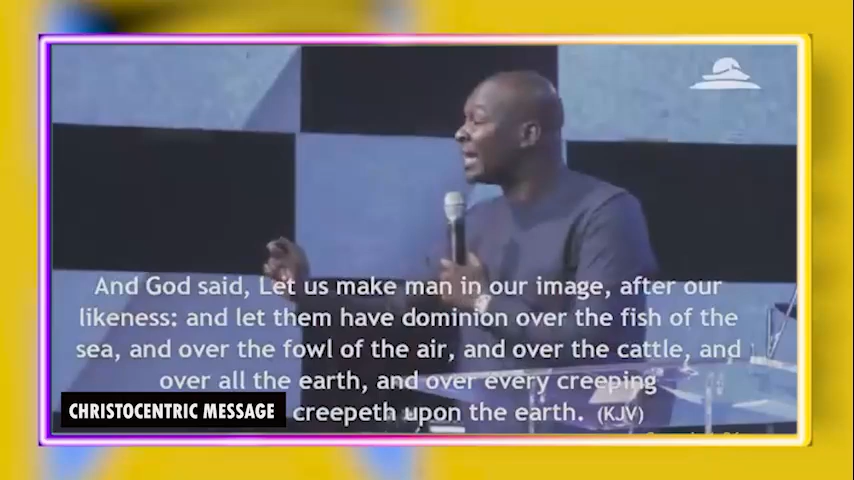 And God said, Let us make man in our image, after our
likeness: and let them have dominion over the fish of the
sea, and over the fowl of the air, and over the cattle, and
over all the earth, and over every creeping
creepeth upon the earth. (KJV)
CHRISTOCENTRIC MESSAGE